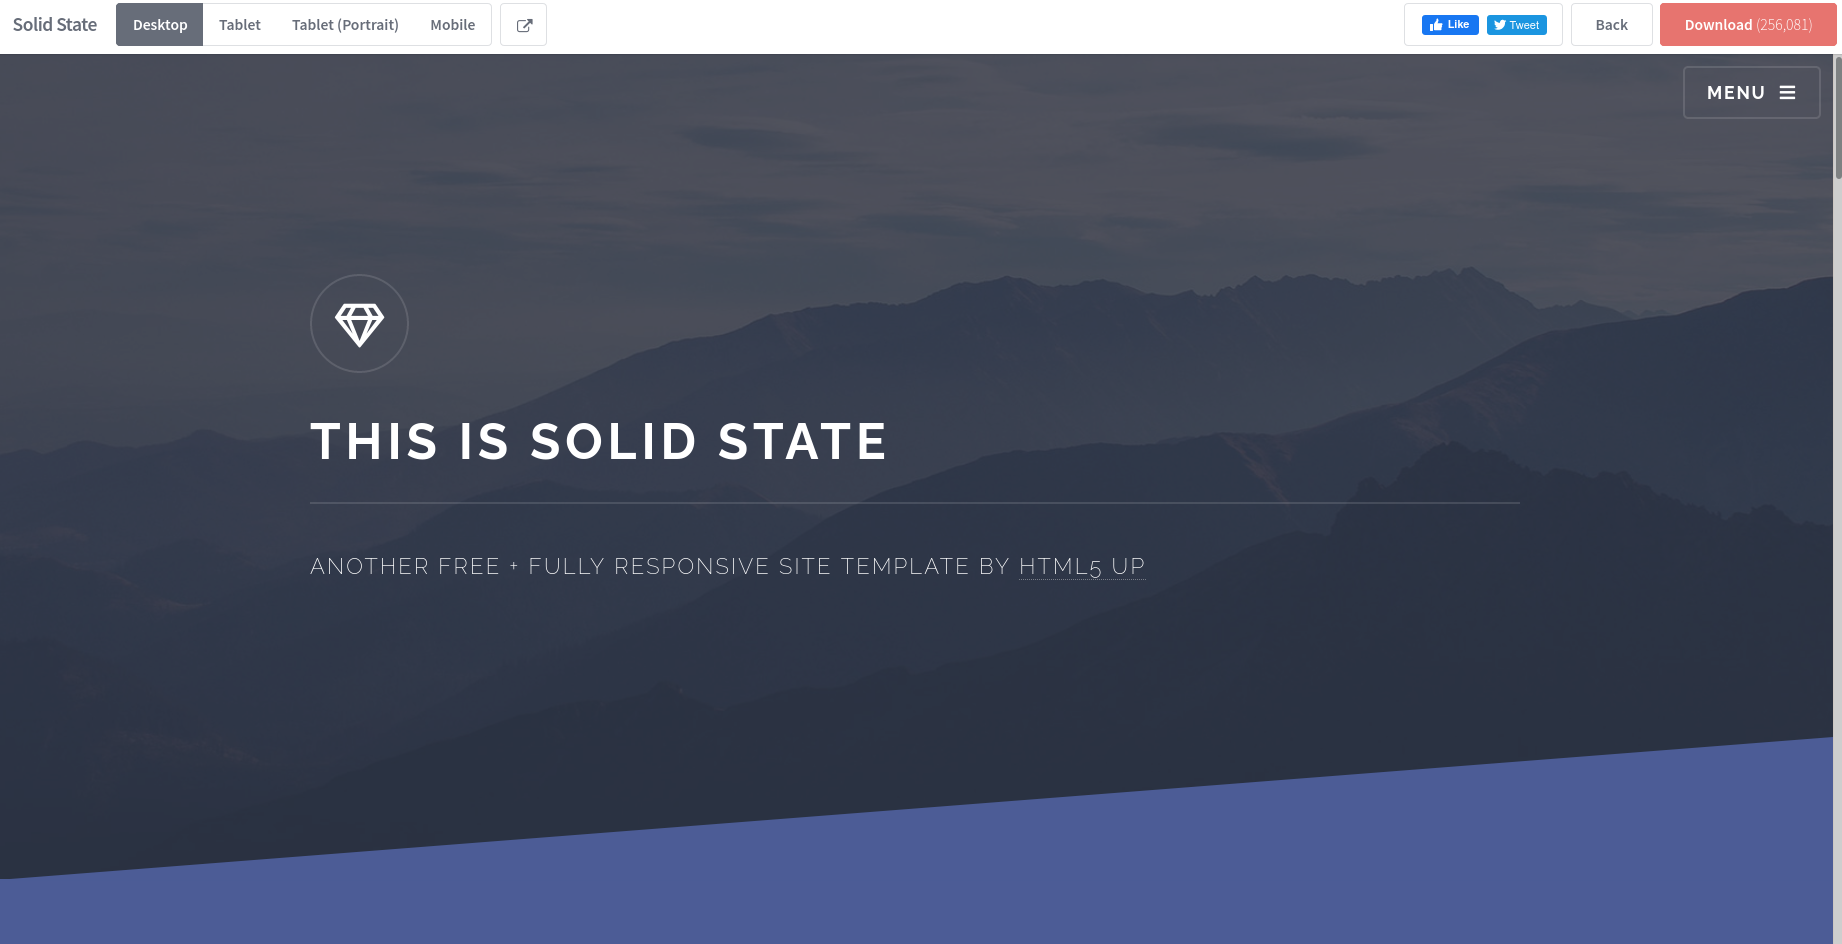 Solid State Desktop Tablet Tablet (Portrait) Mobile Like Tweet Back Download (256,081)
MENU
THIS IS SOLID STATE
ANOTHER FREE + FULLY RESPONSIVE SITE TEMPLATE BY HTML5 UP